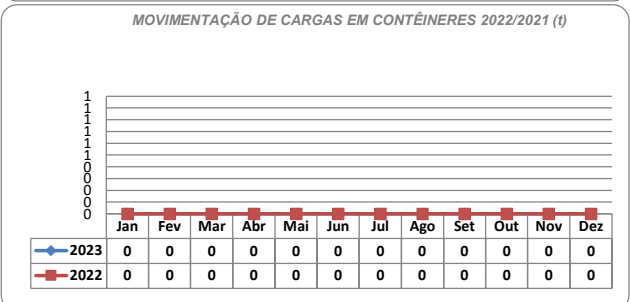 MOVIMENTAÇÃO DE CARGAS EM CONTÊINERES 2022/2021 (t)
1
1
1
1
1
1
0
0
0
0
0
Jan Fev Mar Abr Mai Jun Jul Ago Set Out Nov Dez
2023 0 0 0 0 0 0 0 0 0 0 0 0
2022 0 0 0 0 0 0 0 0 0 0 0 0